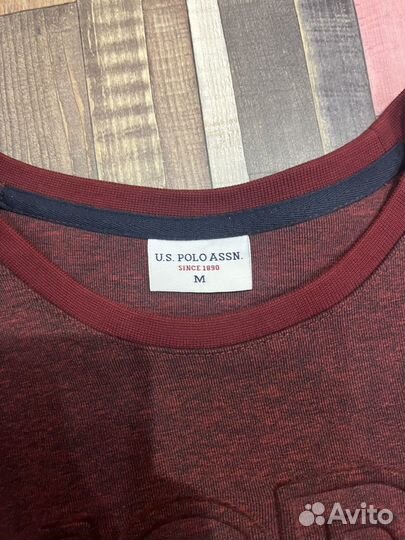 U.S. POLO ASSN.
SINCE 1890
M
Avito